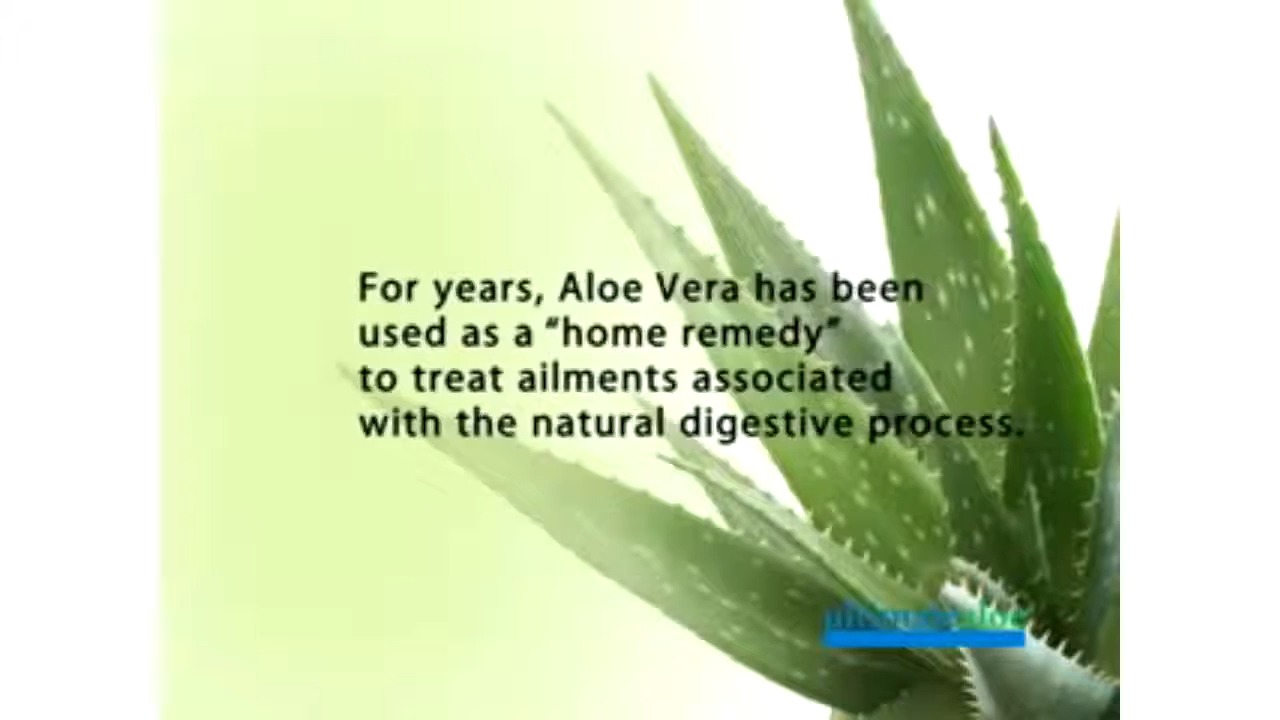 For years, Aloe Vera has been
used as a “home remedy”
to treat ailments associated
with the natural digestive process.